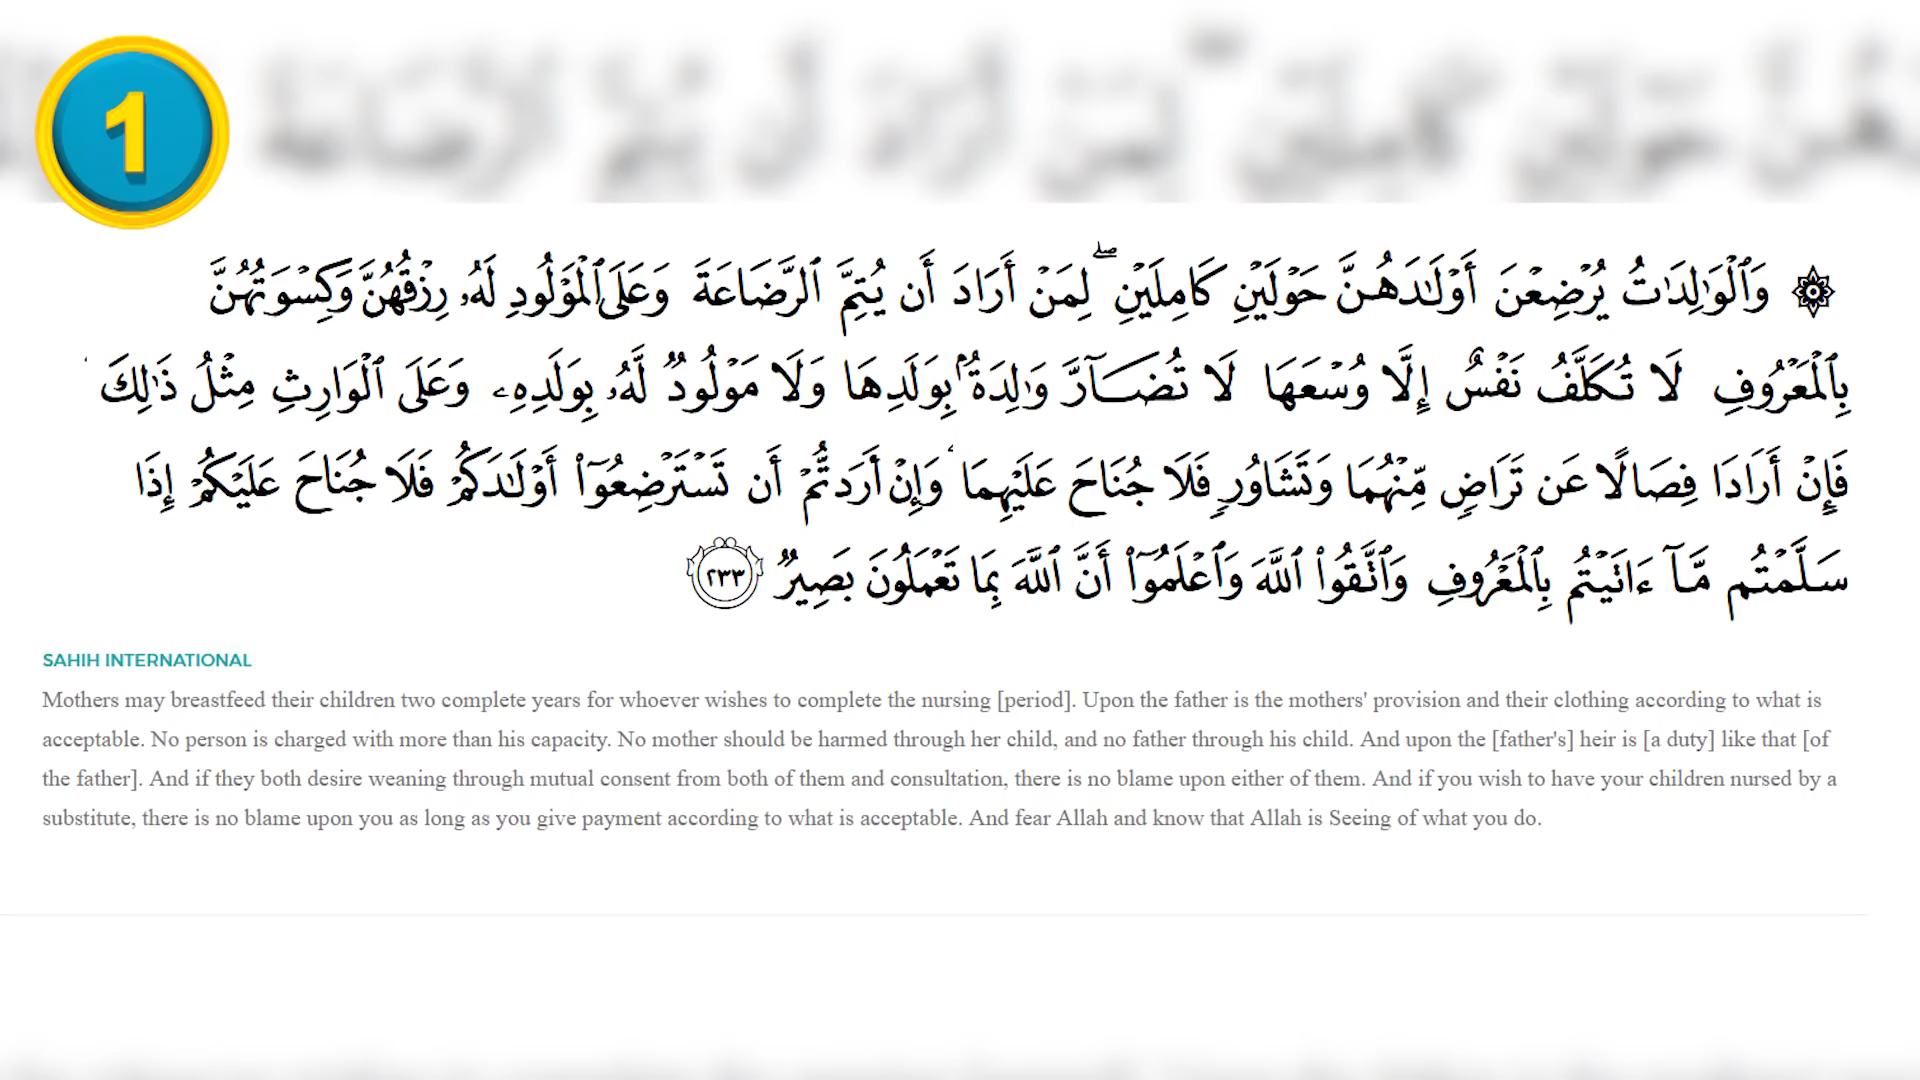 1
۞ وَٱلْوَٰلِدَٰتُ يُرْضِعْنَ أَوْلَٰدَهُنَّ حَوْلَيْنِ كَامِلَيْنِ ۖ لِمَنْ أَرَادَ أَن يُتِمَّ ٱلرَّضَاعَةَ وَعَلَى ٱلْمَوْلُودِ لَهُۥ رِزْقُهُنَّ وَكِسْوَتُهُنَّ
بِٱلْمَعْرُوفِ لَا تُكَلَّفُ نَفْسٌ إِلَّا وُسْعَهَا لَا تُضَآرَّ وَٰلِدَةٌۢ بِوَلَدِهَا وَلَا مَوْلُودٌ لَّهُۥ بِوَلَدِهِۦ وَعَلَى ٱلْوَارِثِ مِثْلُ ذَٰلِكَ
فَإِنْ أَرَادَا فِصَالًا عَن تَرَاضٍ مِّنْهُمَا وَتَشَاوُرٍ فَلَا جُنَاحَ عَلَيْهِمَا وَإِنْ أَرَدتُّمْ أَن تَسْتَرْضِعُوٓا۟ أَوْلَٰدَكُمْ فَلَا جُنَاحَ عَلَيْكُمْ إِذَا
سَلَّمْتُم مَّآ ءَاتَيْتُم بِٱلْمَعْرُوفِ وَٱتَّقُوا۟ ٱللَّهَ وَٱعْلَمُوٓا۟ أَنَّ ٱللَّهَ بِمَا تَعْمَلُونَ بَصِيرٌ ٢٣٣
SAHIH INTERNATIONAL
Mothers may breastfeed their children two complete years for whoever wishes to complete the nursing [period]. Upon the father is the mothers' provision and their clothing according to what is
acceptable. No person is charged with more than his capacity. No mother should be harmed through her child, and no father through his child. And upon the [father's] heir is [a duty] like that [of
the father]. And if they both desire weaning through mutual consent from both of them and consultation, there is no blame upon either of them. And if you wish to have your children nursed by a
substitute, there is no blame upon you as long as you give payment according to what is acceptable. And fear Allah and know that Allah is Seeing of what you do.